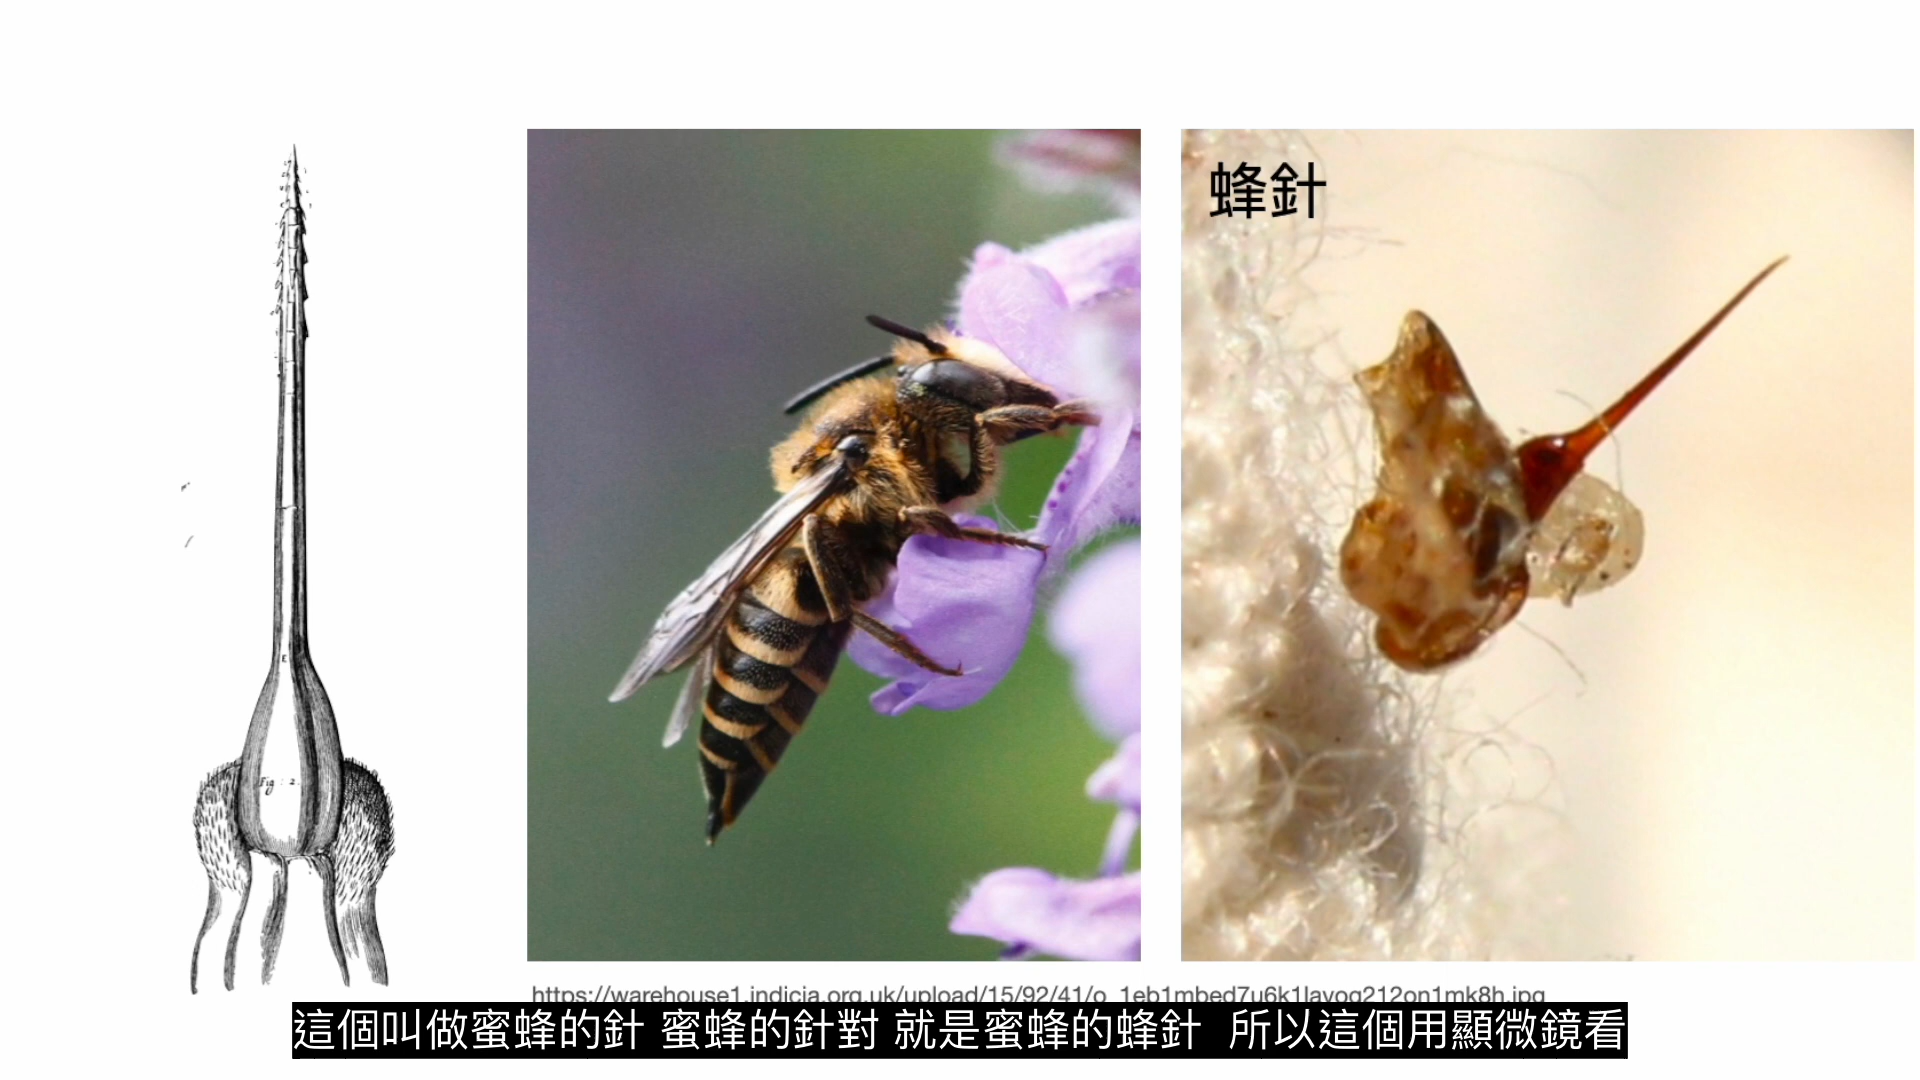 蜂針
E
Fig: 2.
https://warehouse1.indicia.org.uk/upload/15/92/41/o_1eb1mbed7u6k1lavog212on1mk8h.jpg
這個叫做蜜蜂的針 蜜蜂的針對 就是蜜蜂的蜂針 所以這個用顯微鏡看